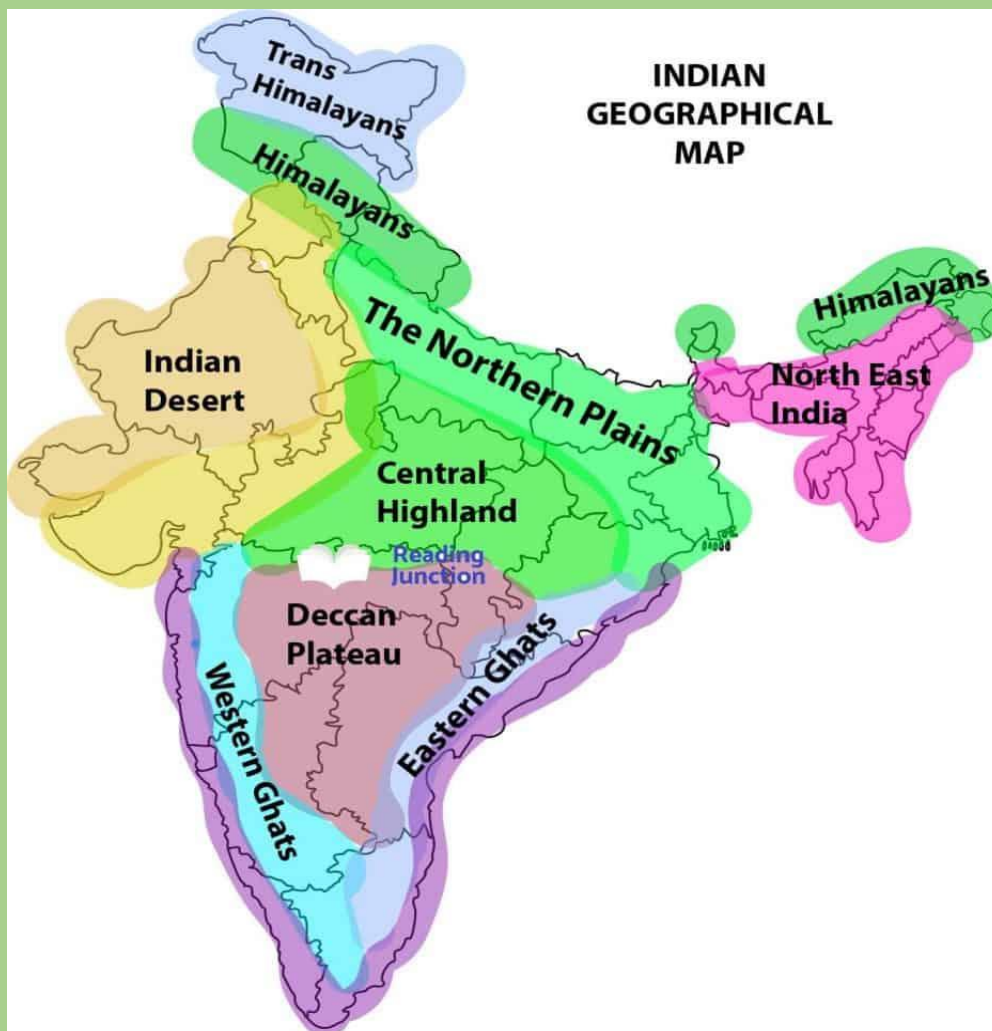 INDIAN
GEOGRAPHICAL
MAP
Trans
Himalayans
Himalayans
Himalayans
The Northern Plains
North East
India
Indian
Desert
Central
Highland
Reading
Junction
Deccan
Plateau
Western Ghats
Eastern Ghats